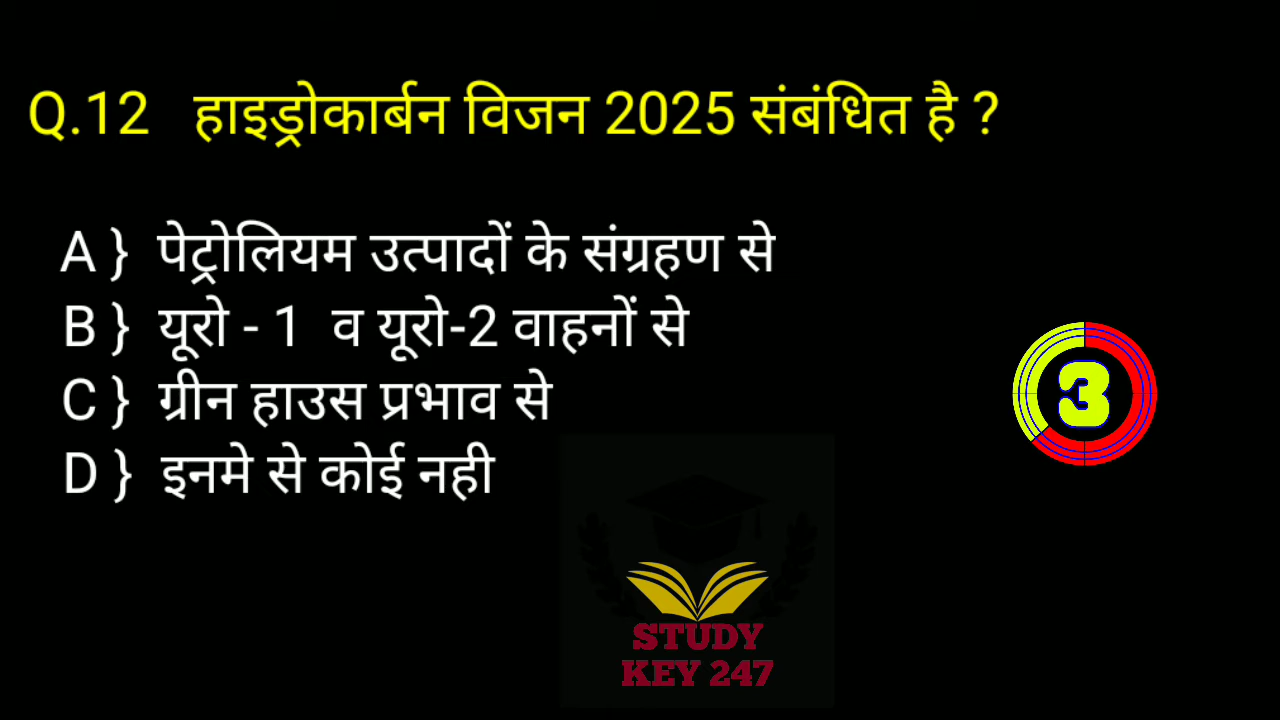 Q.12 हाइड्रोकार्बन विजन 2025 संबंधित है ?
A } पेट्रोलियम उत्पादों के संग्रहण से
B } यूरो - 1 व यूरो-2 वाहनों से
C } ग्रीन हाउस प्रभाव से
3
D } इनमे से कोई नही
STUDY
KEY 247